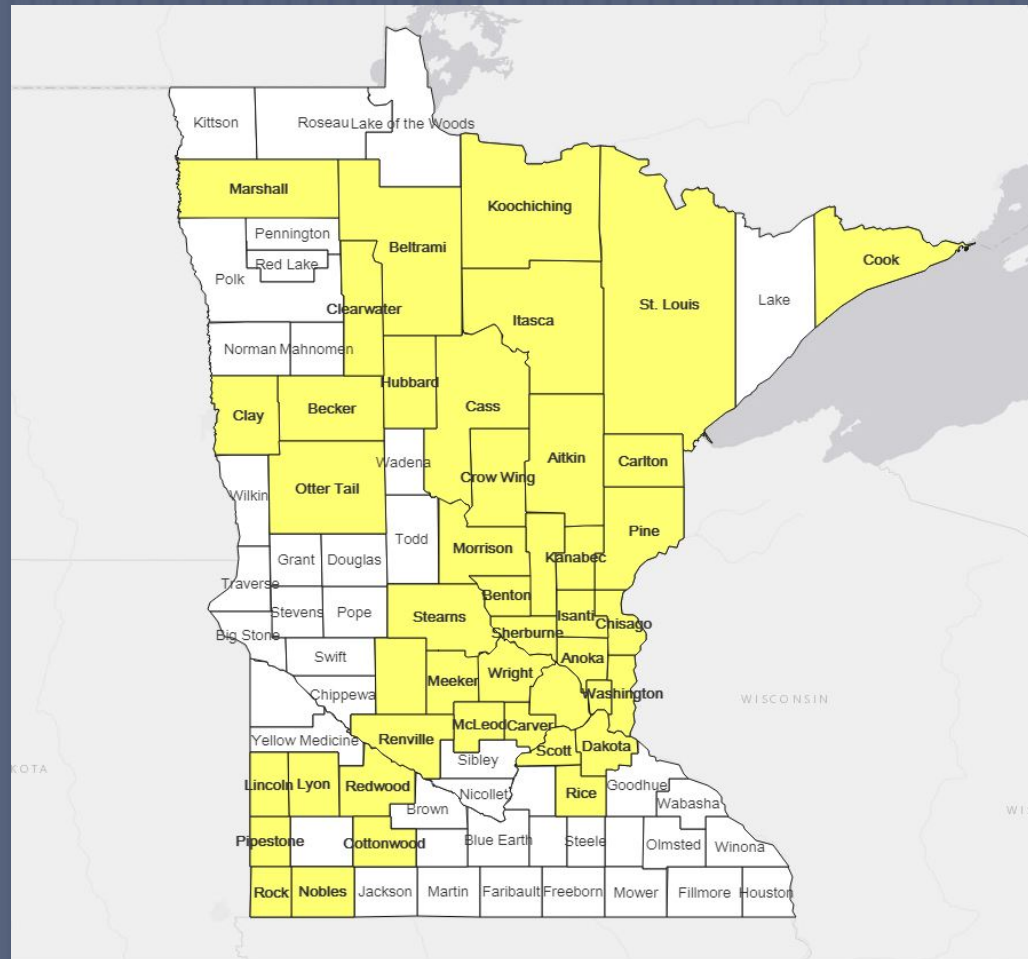 Kittson
Roseau
Lake of the Woods
Marshall
Koochiching
Pennington
Beltrami
Red Lake
Polk
Cook
Clearwater
Lake
St. Louis
Itasca
Norman
Mahnomen
Hubbard
Clay
Becker
Cass
Wadena
Aitkin
Carlton
Crow Wing
Otter Tail
Wilkin
Pine
Todd
Morrison
Kanabec
Grant
Douglas
Traverse
Benton
Stevens
Pope
Stearns
Isanti
Chisago
Big Stone
Sherburne
Swift
Anoka
Meeker
Wright
Washington
Chippewa
WISCONSIN
McLeod
Carver
Yellow Medicine
Renville
Scott
Dakota
Sibley
KOTA
Lincoln
Lyon
Redwood
Nicollet
Rice
Goodhue
Wabasha
Brown
WI
Pipestone
Cottonwood
Blue Earth
Steele
Olmsted
Winona
Rock
Nobles
Jackson
Martin
Faribault
Freeborn
Mower
Fillmore
Houston